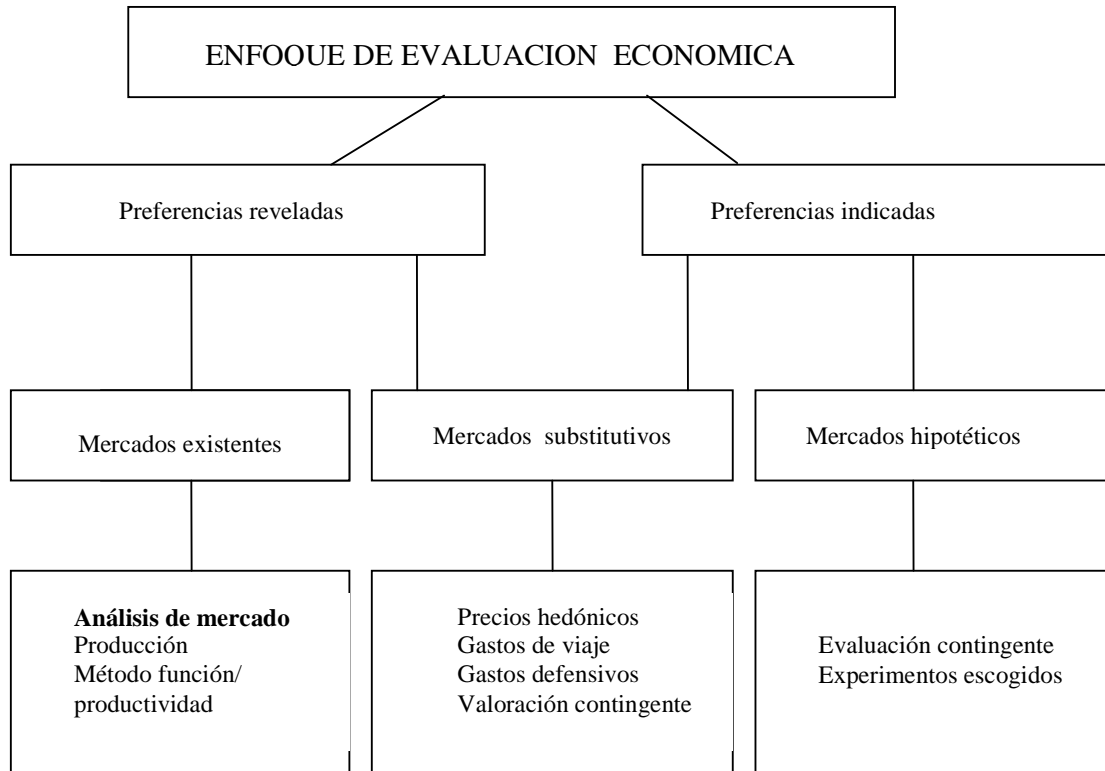 ENFOQUE DE EVALUACION ECONOMICA
Preferencias reveladas
Preferencias indicadas
Mercados existentes
Mercados substitutivos
Mercados hipotéticos
Análisis de mercado
Producción
Método función/
productividad
Precios hedónicos
Gastos de viaje
Gastos defensivos
Valoración contingente
Evaluación contingente
Experimentos escogidos